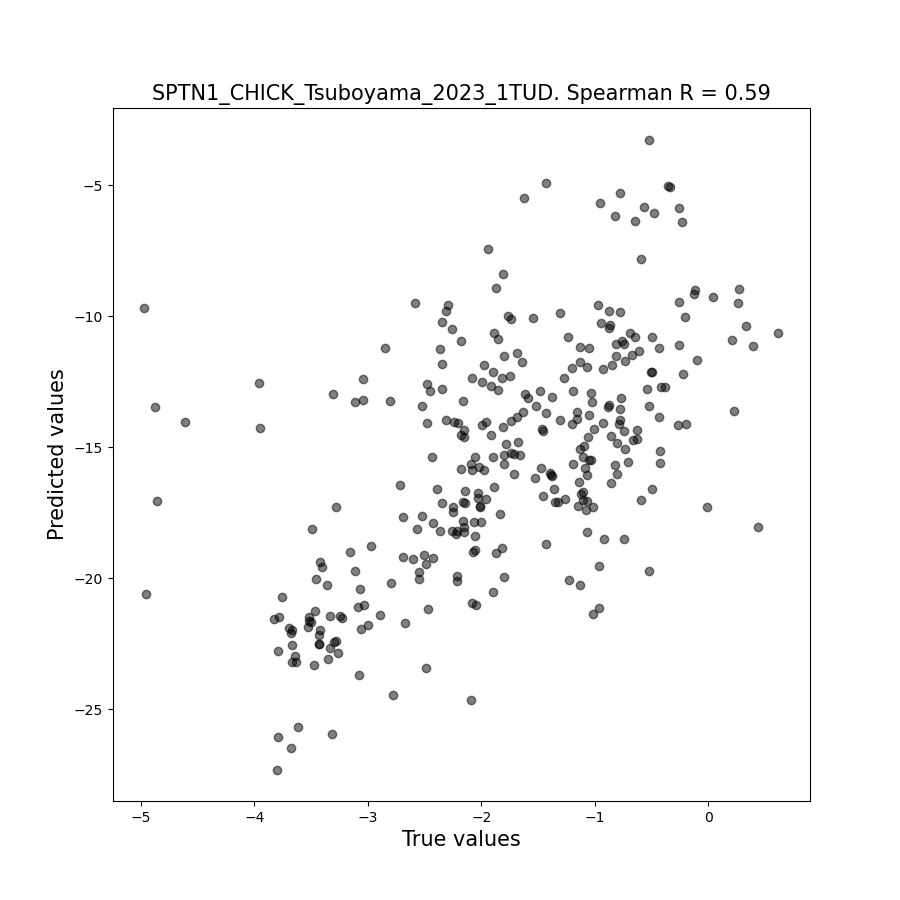 SPTN1_CHICK_Tsuboyama_2023_1TUD. Spearman R = 0.59
−5
−10
−15
−20
−25
Predicted values
−5 −4 −3 −2 −1 0
True values